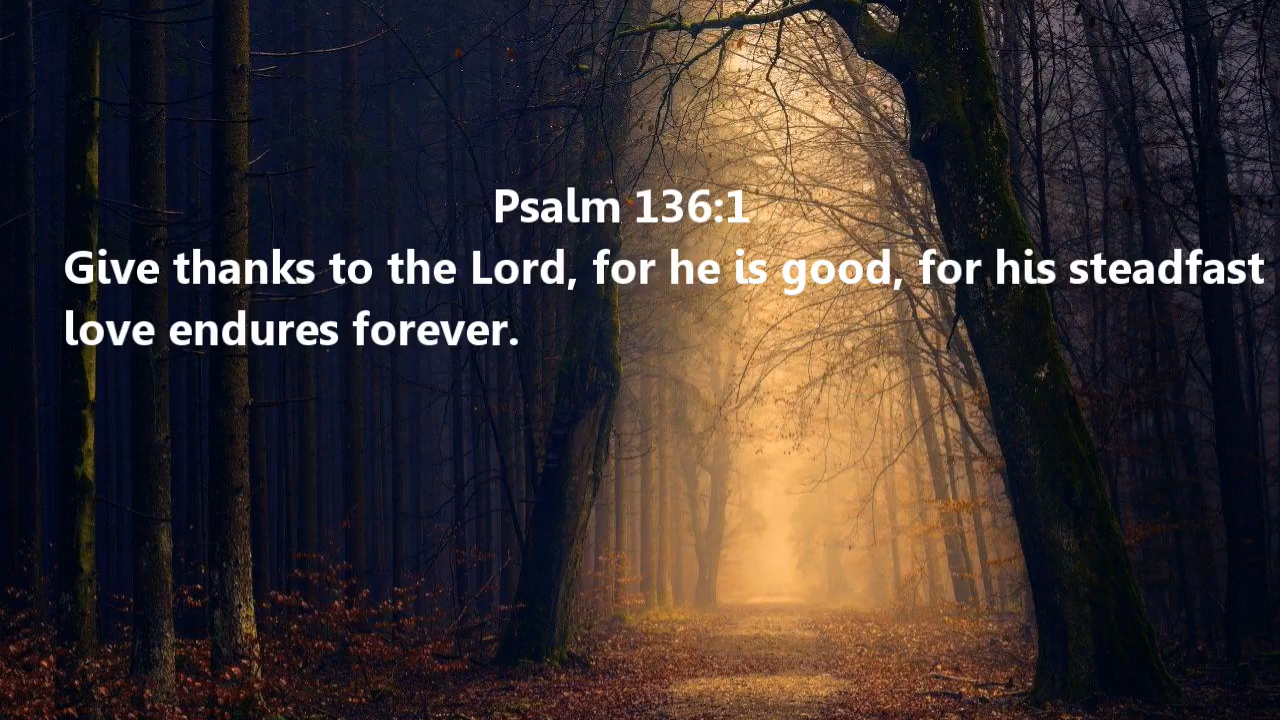 Psalm 136:1
Give thanks to the Lord, for he is good, for his steadfast
love endures forever.